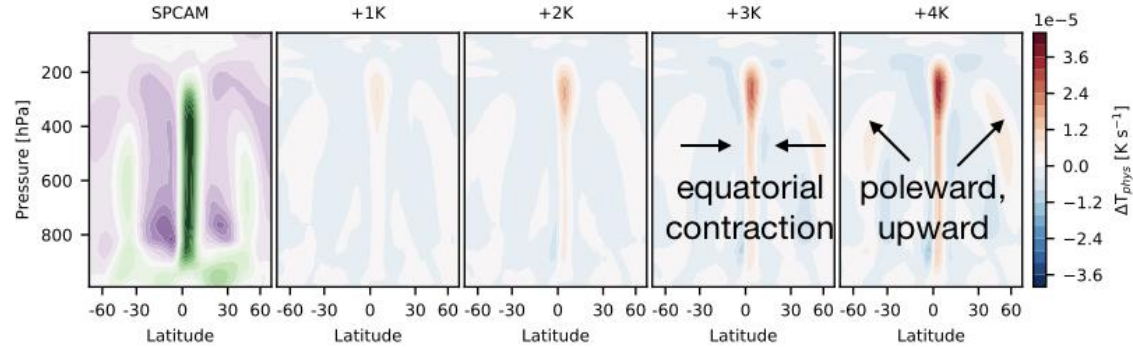 SPCAM +1K +2K +3K +4K
1e−5
Pressure [hPa]
200
400
600
800
equatorial
contraction
poleward,
upward
3.6
2.4
1.2
0.0
−1.2
−2.4
−3.6
ΔT_phys [K s⁻¹]
-60 -30 0 30 60 -60 -30 0 30 60 -60 -30 0 30 60 -60 -30 0 30 60 -60 -30 0 30 60
Latitude Latitude Latitude Latitude Latitude